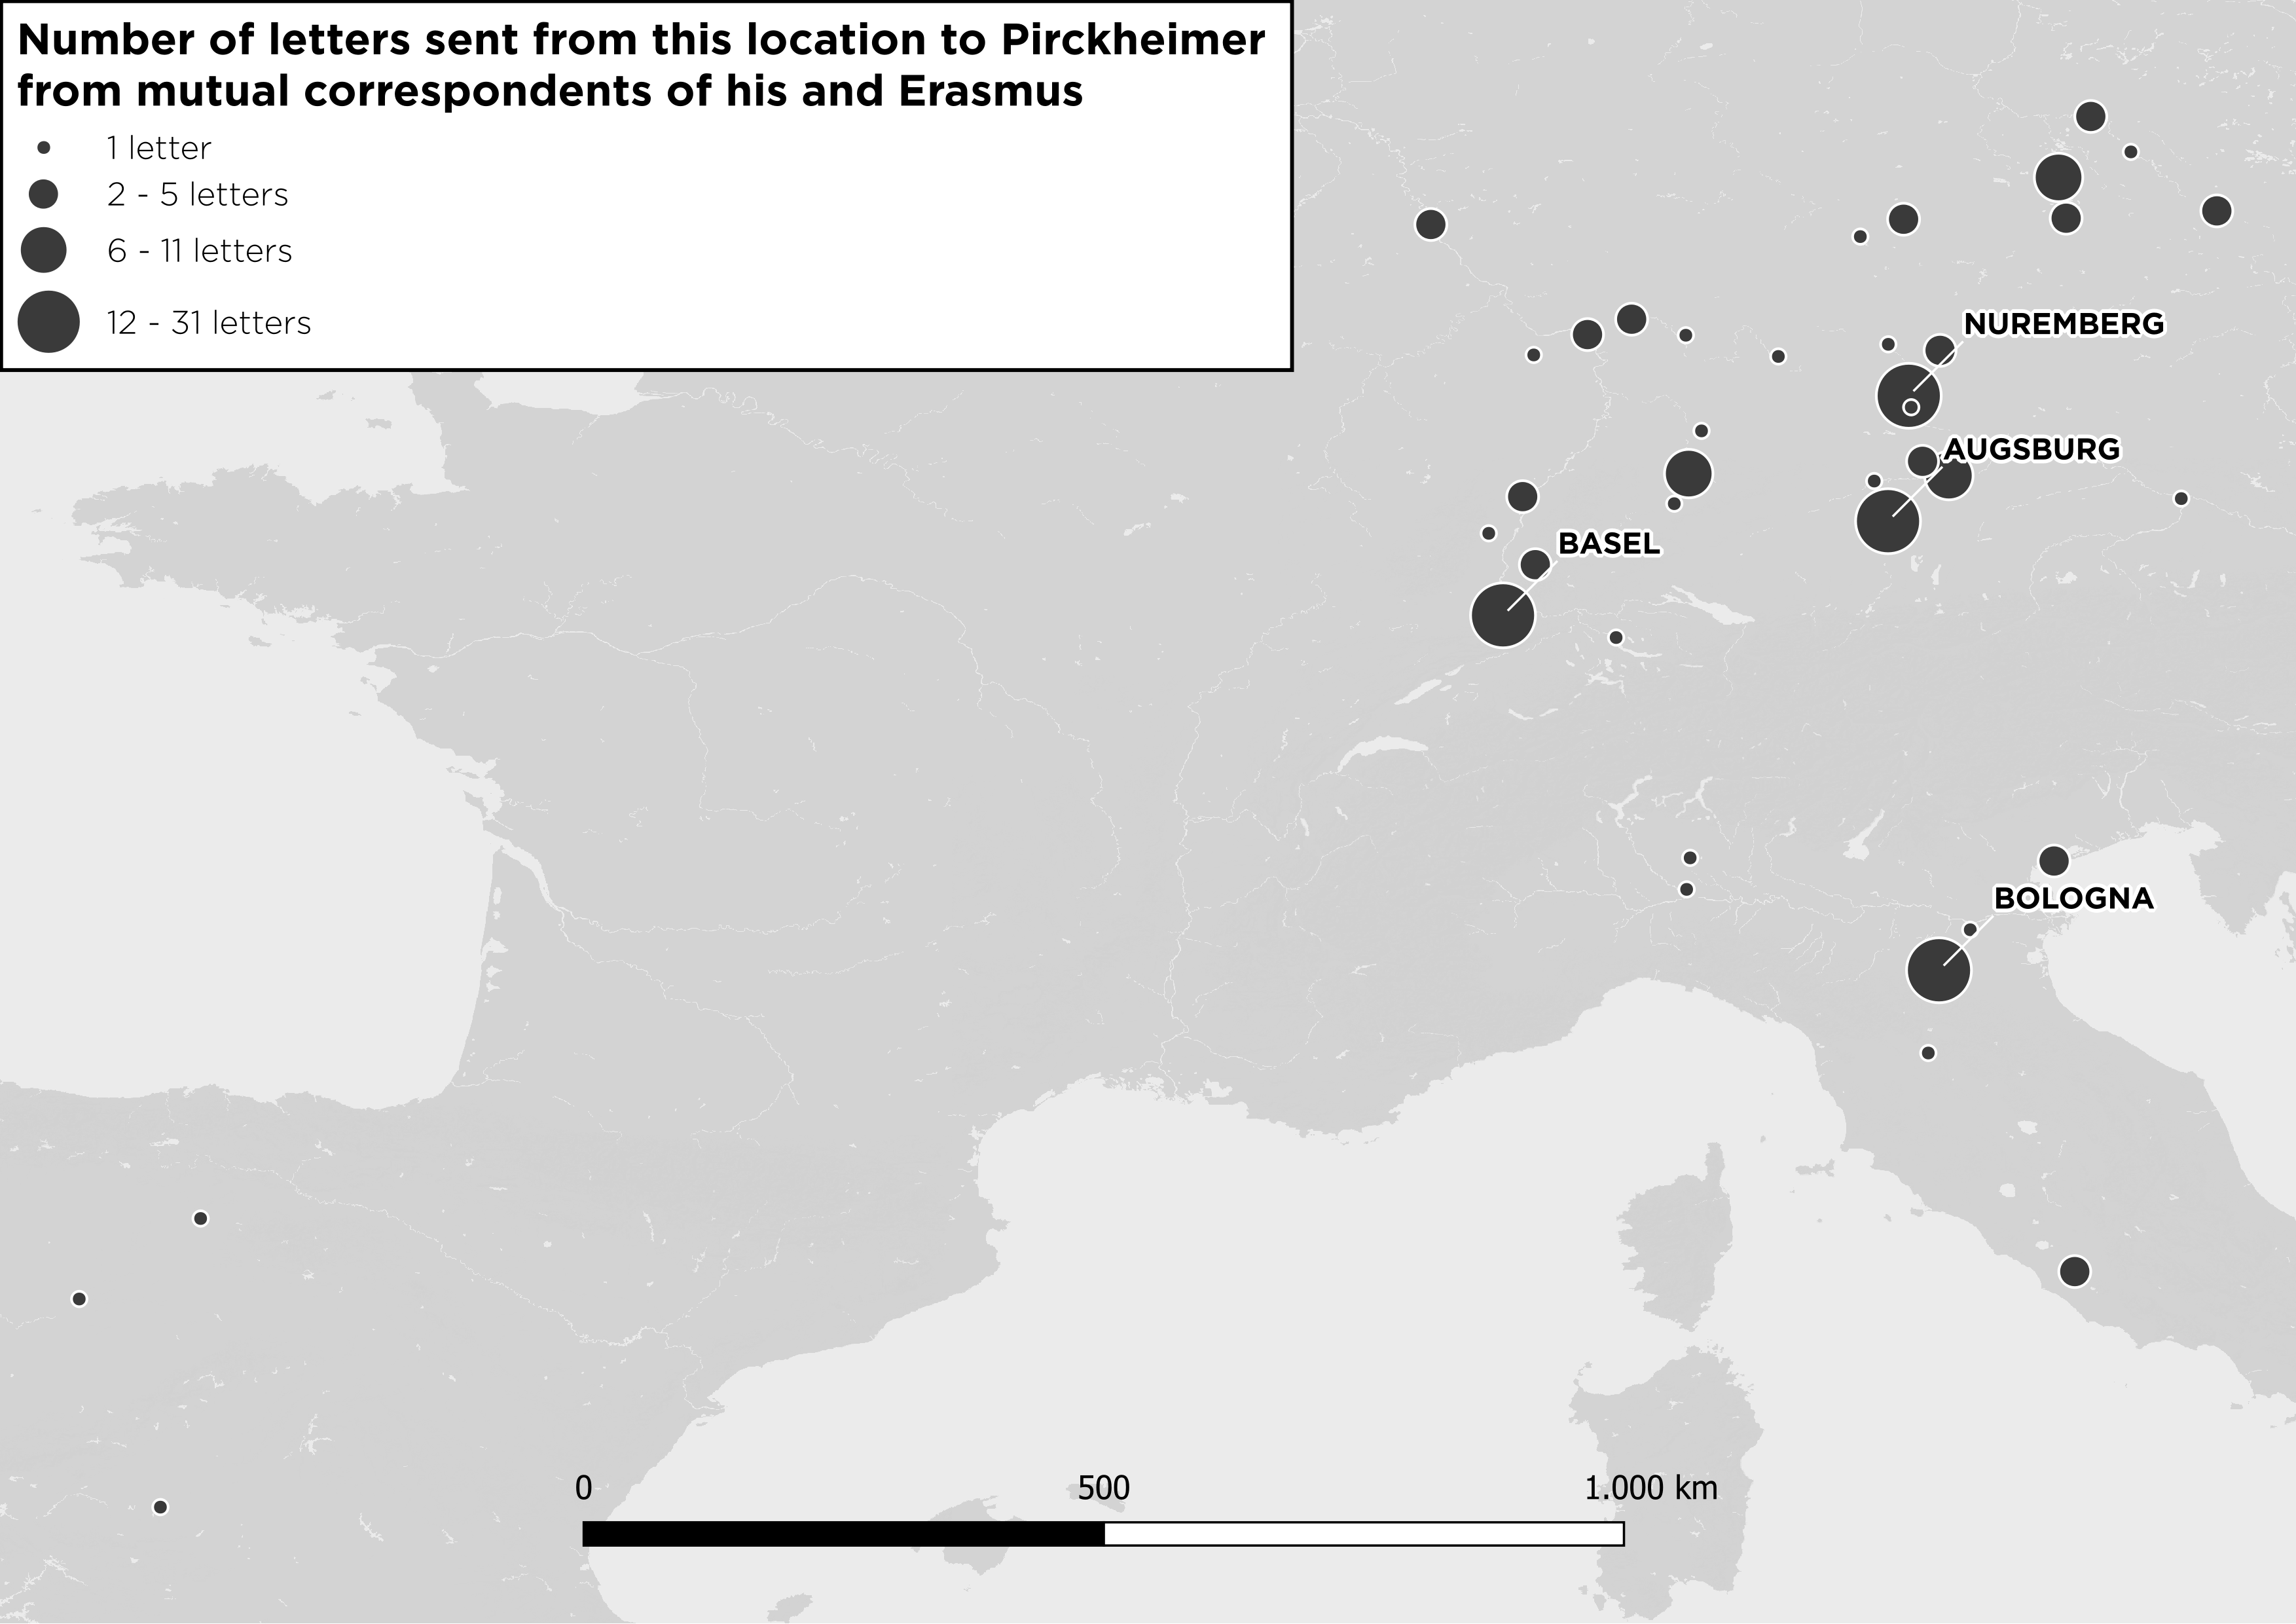 Number of letters sent from this location to Pirckheimer
from mutual correspondents of his and Erasmus
1 letter
2 - 5 letters
6 - 11 letters
12 - 31 letters
NUREMBERG
AUGSBURG
BASEL
BOLOGNA
0 500 1.000 km